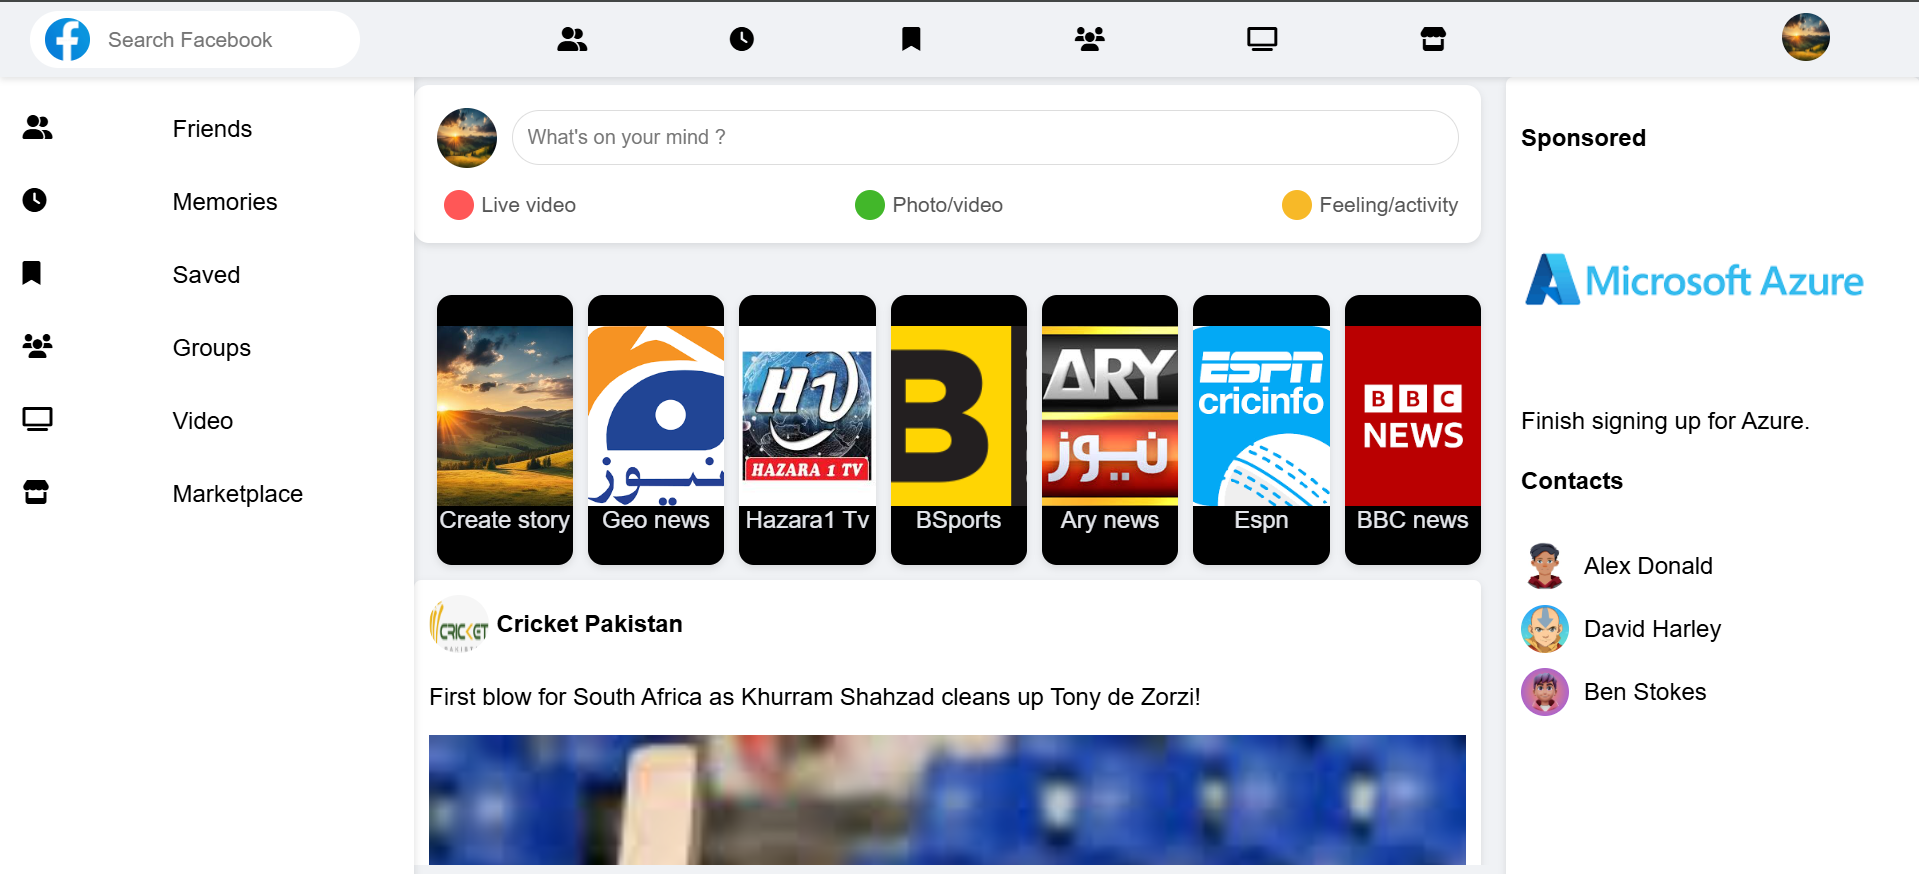 Search Facebook
Friends
Memories
Saved
Groups
Video
Marketplace
What's on your mind ?
Live video
Photo/video
Feeling/activity
نیوز
HAZARA 1 TV
B
ARY
نیوز
ESPN
cricinfo
BBC
NEWS
Create story
Geo news
Hazara1 Tv
BSports
Ary news
Espn
BBC news
CRICKET
PAKIST
Cricket Pakistan
First blow for South Africa as Khurram Shahzad cleans up Tony de Zorzi!
Sponsored
Microsoft Azure
Finish signing up for Azure.
Contacts
Alex Donald
David Harley
Ben Stokes